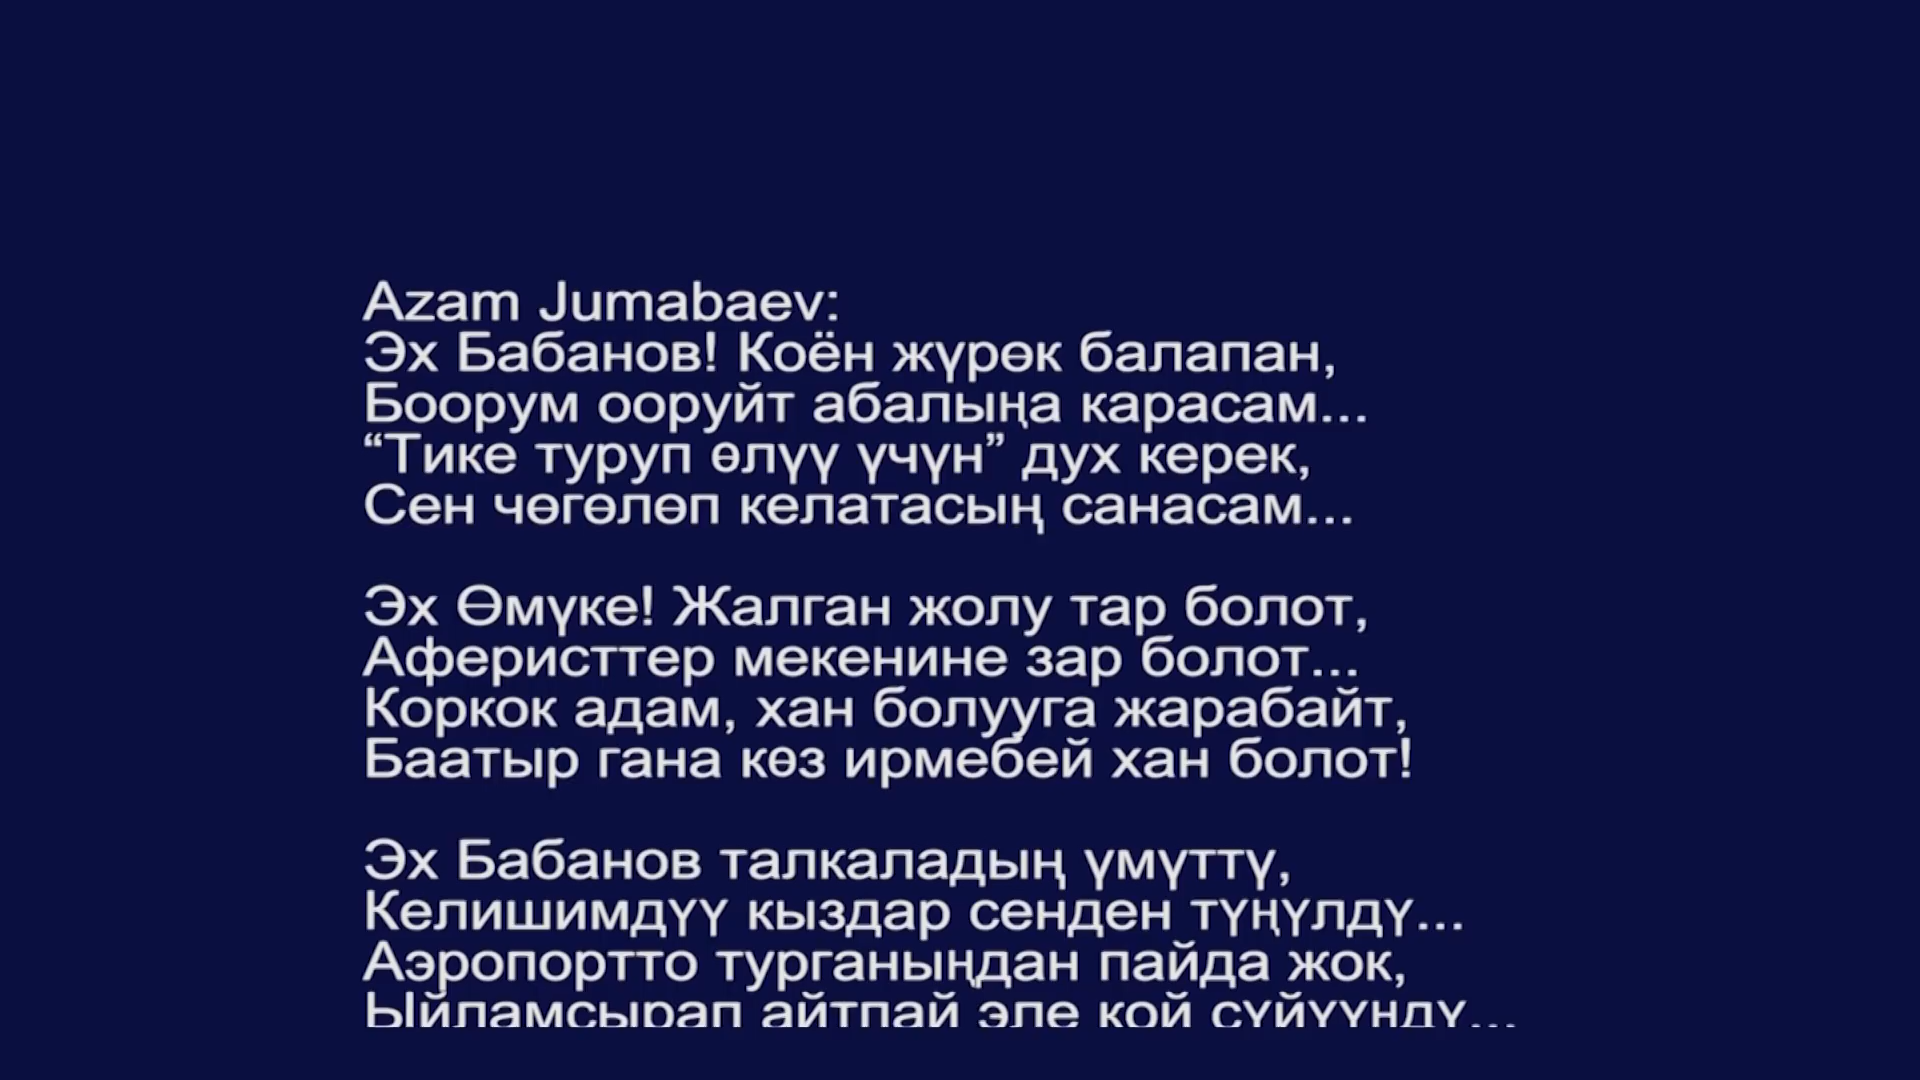 Azam Jumabaev:
Эх Бабанов! Коён жүрөк балапан,
Боорум ооруйт абалыңа карасам...
“Тике туруп өлүү үчүн” дух керек,
Сен чөгөлөп келатасың санасам...
Эх Өмүке! Жалган жолу тар болот,
Аферисттер мекенине зар болот...
Коркок адам, хан болууга жарабайт,
Баатыр гана көз ирмебей хан болот!
Эх Бабанов талкаладың үмүттү,
Келишимдүү кыздар сенден түңүлдү...
Аэропортто турганыңдан пайда жок,
Ыйламсырап айтпай эле кой сүйүүңдү...